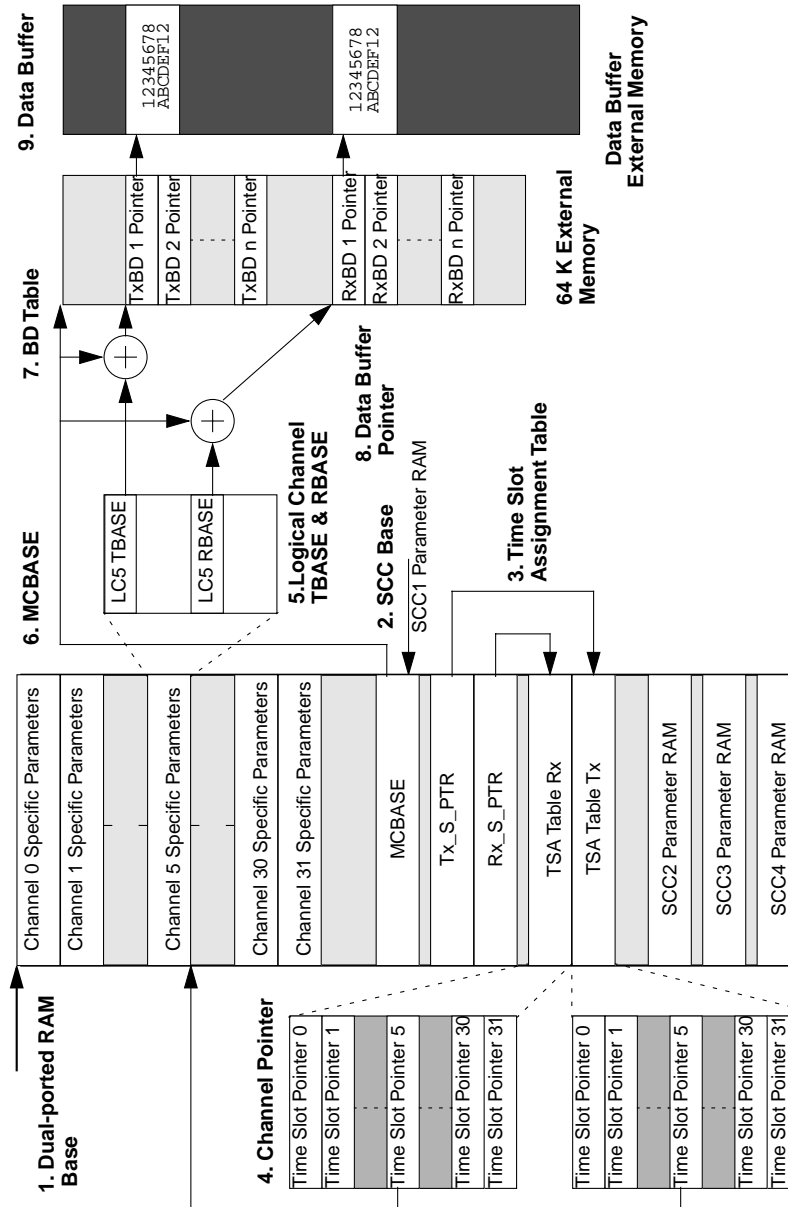 1. Dual-ported RAM
Base
Channel 0 Specific Parameters
Channel 1 Specific Parameters
Channel 5 Specific Parameters
Channel 30 Specific Parameters
Channel 31 Specific Parameters
MCBASE
Tx_S_PTR
Rx_S_PTR
TSA Table Rx
TSA Table Tx
SCC2 Parameter RAM
SCC3 Parameter RAM
SCC4 Parameter RAM
2. SCC Base
SCC1 Parameter RAM
3. Time Slot
Assignment Table
4. Channel Pointer
Time Slot Pointer 0
Time Slot Pointer 1
Time Slot Pointer 5
Time Slot Pointer 30
Time Slot Pointer 31
Time Slot Pointer 0
Time Slot Pointer 1
Time Slot Pointer 5
Time Slot Pointer 30
Time Slot Pointer 31
5.Logical Channel
TBASE & RBASE
LC5 TBASE
LC5 RBASE
6. MCBASE
7. BD Table
+
+
TxBD 1 Pointer
TxBD 2 Pointer
TxBD n Pointer
RxBD 1 Pointer
RxBD 2 Pointer
RxBD n Pointer
64 K External
Memory
8. Data Buffer
Pointer
9. Data Buffer
12345678
ABCDEF12
12345678
ABCDEF12
Data Buffer
External Memory